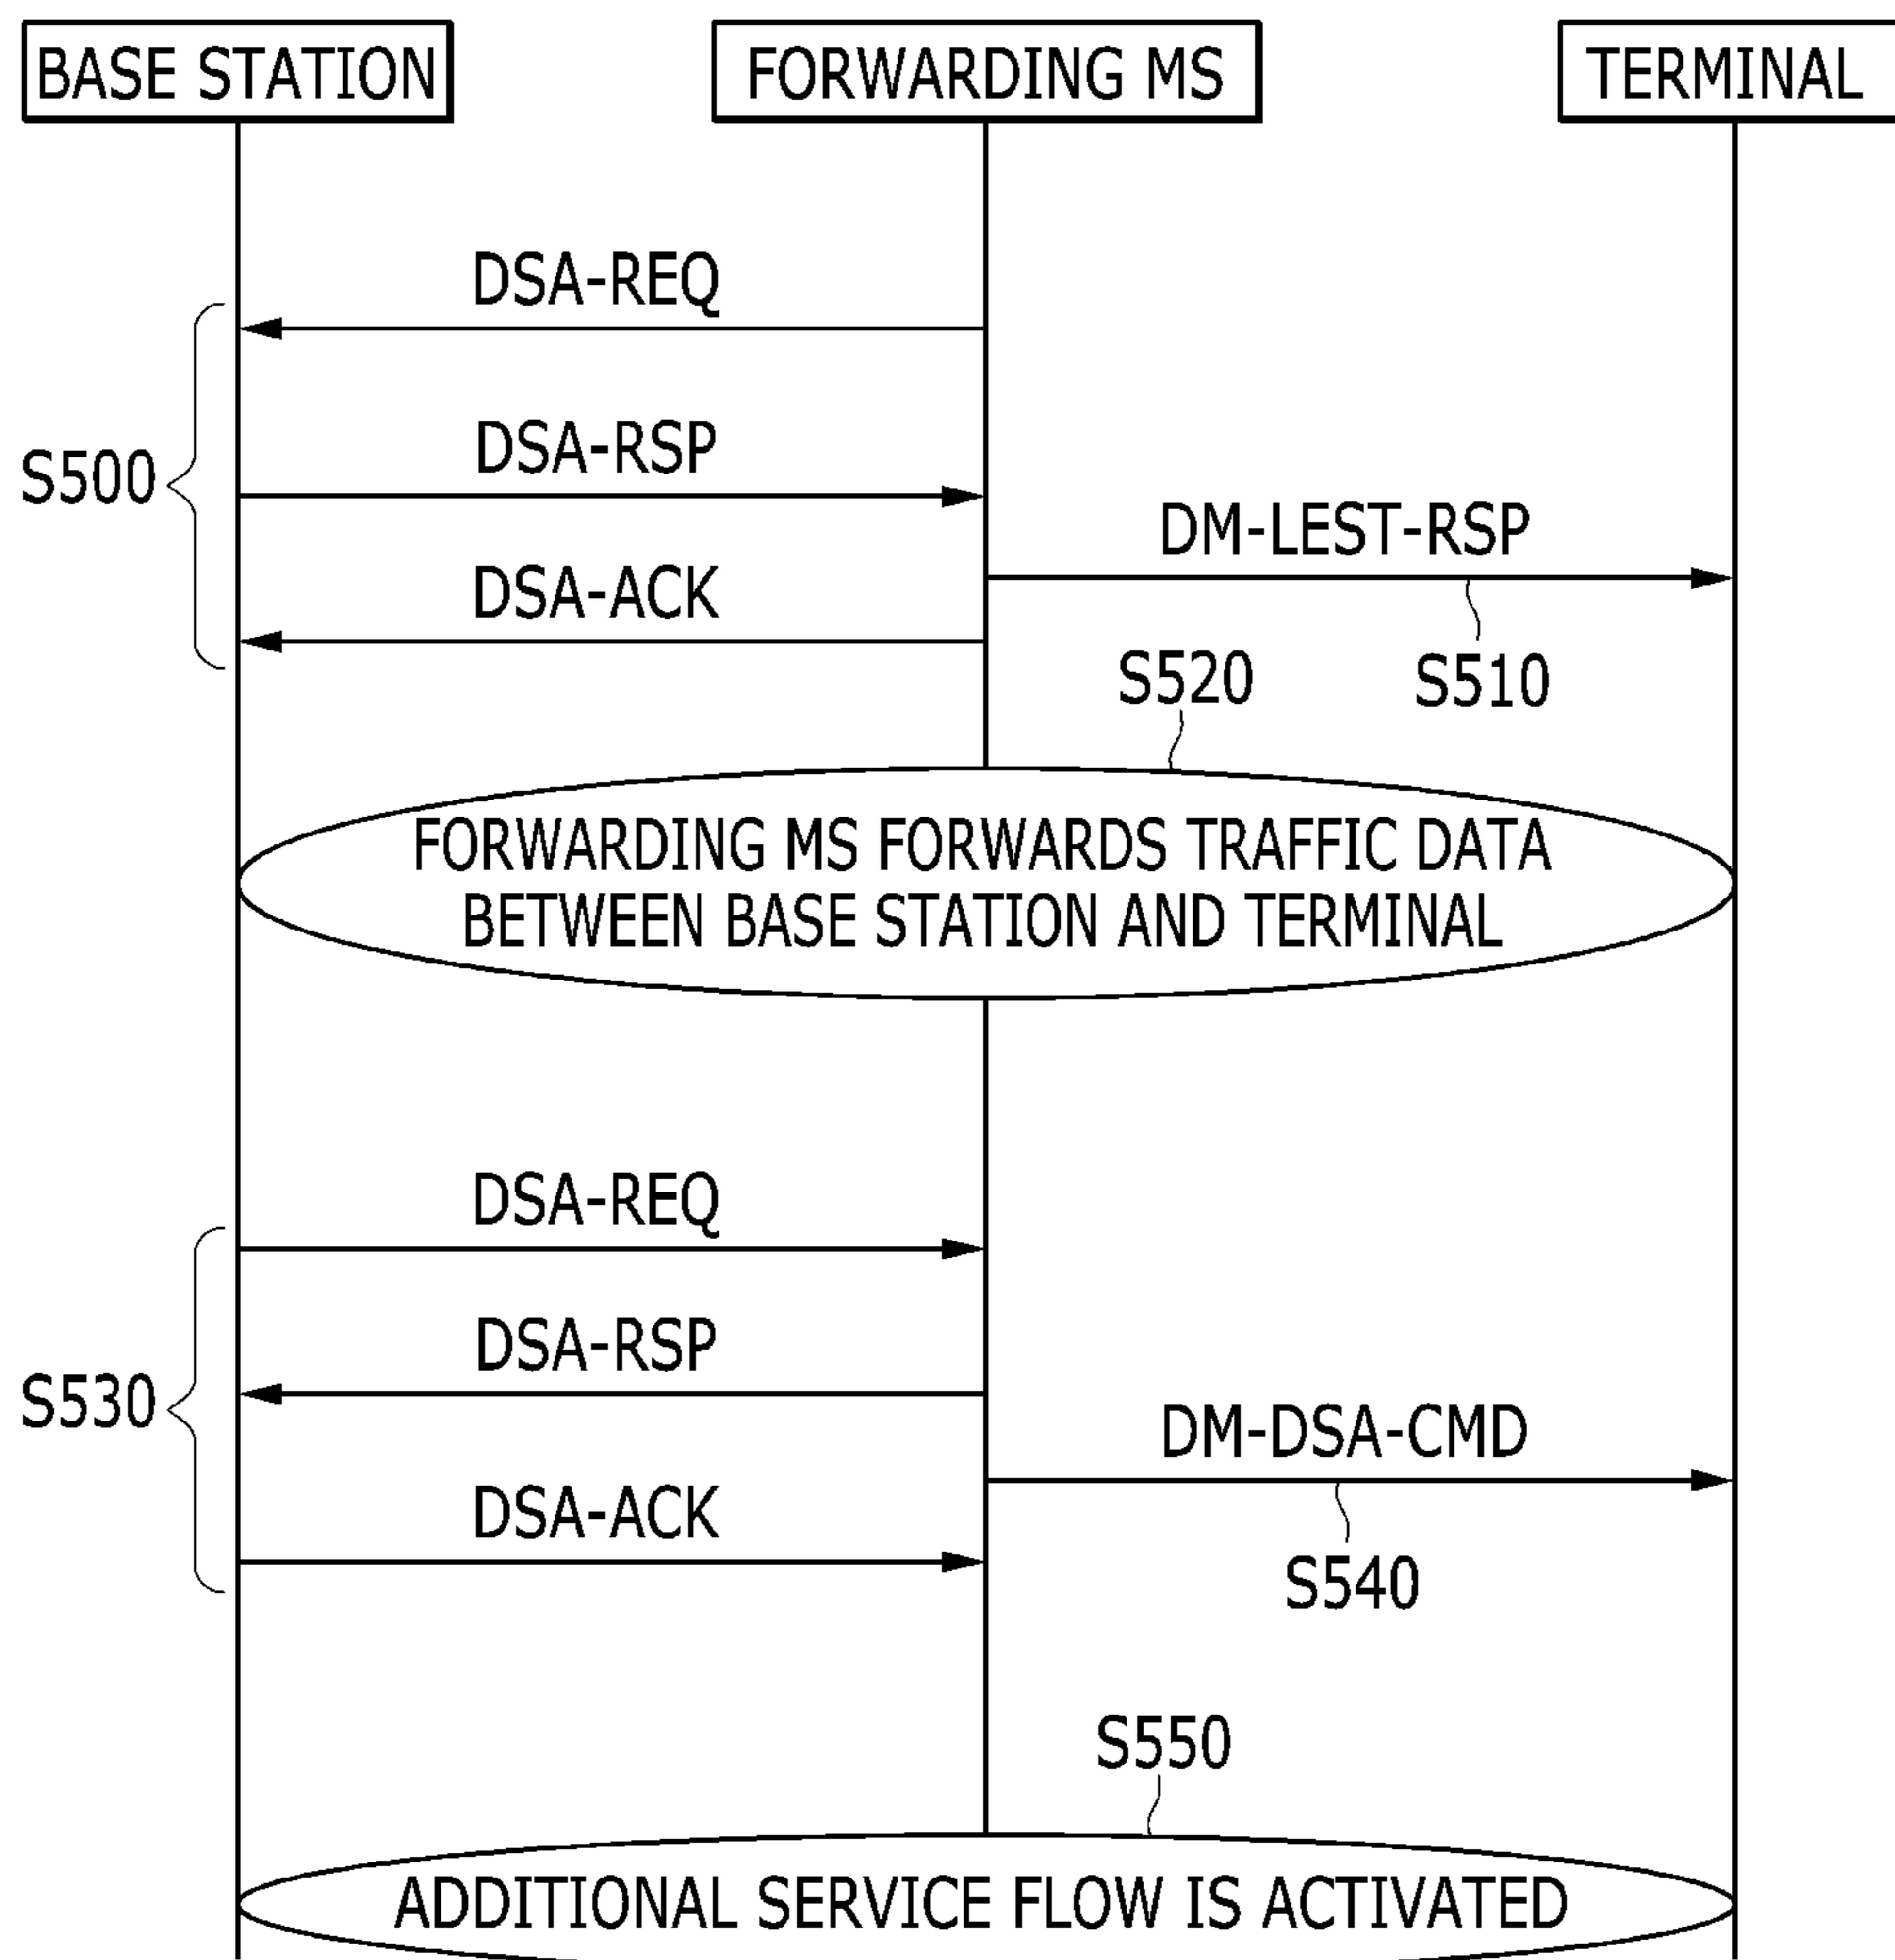 BASE STATION
FORWARDING MS
TERMINAL
DSA-REQ
DSA-RSP
S500
DM-LEST-RSP
DSA-ACK
S520
S510
FORWARDING MS FORWARDS TRAFFIC DATA
BETWEEN BASE STATION AND TERMINAL
DSA-REQ
DSA-RSP
S530
DM-DSA-CMD
DSA-ACK
S540
S550
ADDITIONAL SERVICE FLOW IS ACTIVATED